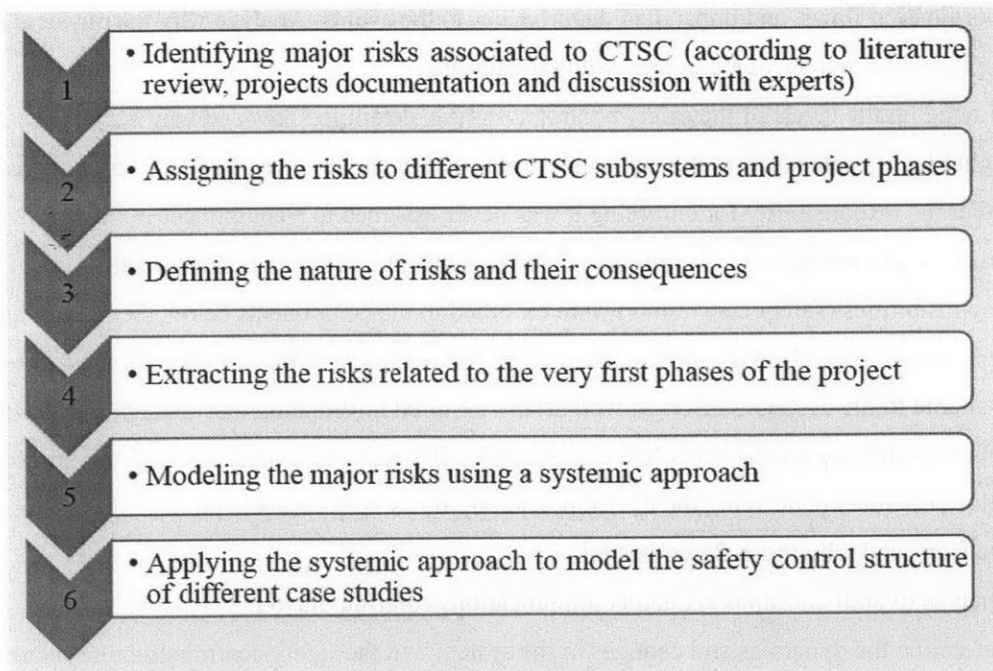 1
• Identifying major risks associated to CTSC (according to literature
review, projects documentation and discussion with experts)
2
• Assigning the risks to different CTSC subsystems and project phases
3
• Defining the nature of risks and their consequences
4
• Extracting the risks related to the very first phases of the project
5
• Modeling the major risks using a systemic approach
6
• Applying the systemic approach to model the safety control structure
of different case studies